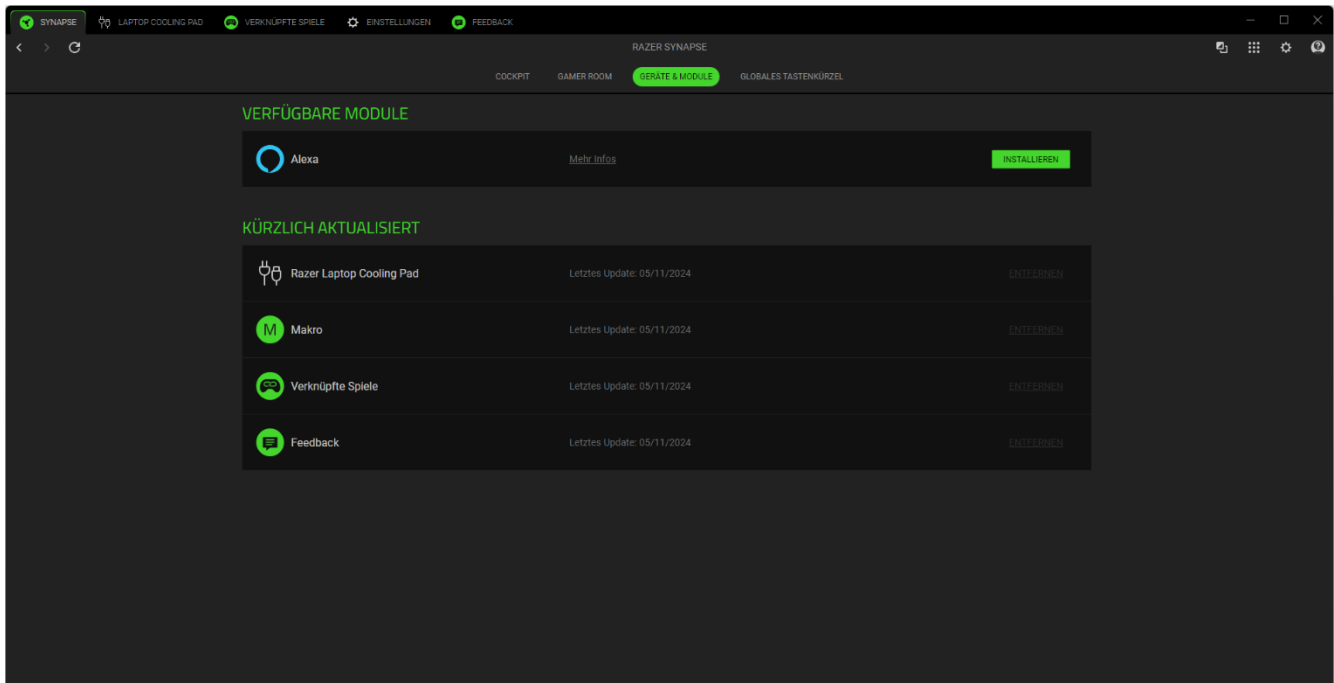 SYNAPSE LAPTOP COOLING PAD VERKNÜPFTE SPIELE EINSTELLUNGEN FEEDBACK
RAZER SYNAPSE
COCKPIT GAMER ROOM GERÄTE & MODULE GLOBALES TASTENKÜRZEL
VERFÜGBARE MODULE
Alexa Mehr Infos INSTALLIEREN
KÜRZLICH AKTUALISIERT
Razer Laptop Cooling Pad Letztes Update: 05/11/2024 ENTFERNEN
M Makro Letztes Update: 05/11/2024 ENTFERNEN
Verknüpfte Spiele Letztes Update: 05/11/2024 ENTFERNEN
Feedback Letztes Update: 05/11/2024 ENTFERNEN